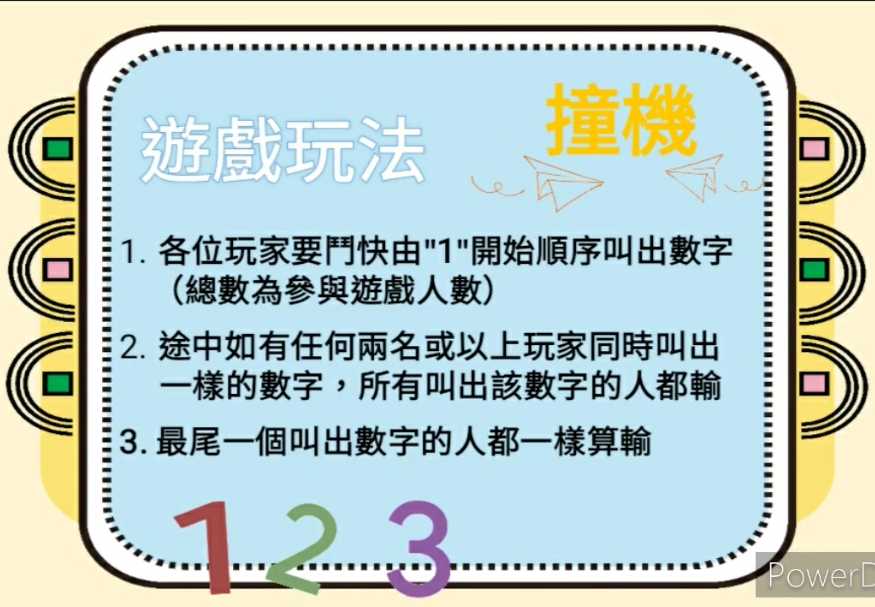 撞機
遊戲玩法
1. 各位玩家要鬥快由"1"開始順序叫出數字
（總數為參與遊戲人數）
2. 途中如有任何兩名或以上玩家同時叫出
一樣的數字，所有叫出該數字的人都輸
3. 最尾一個叫出數字的人都一樣算輸
1 2 3
PowerD